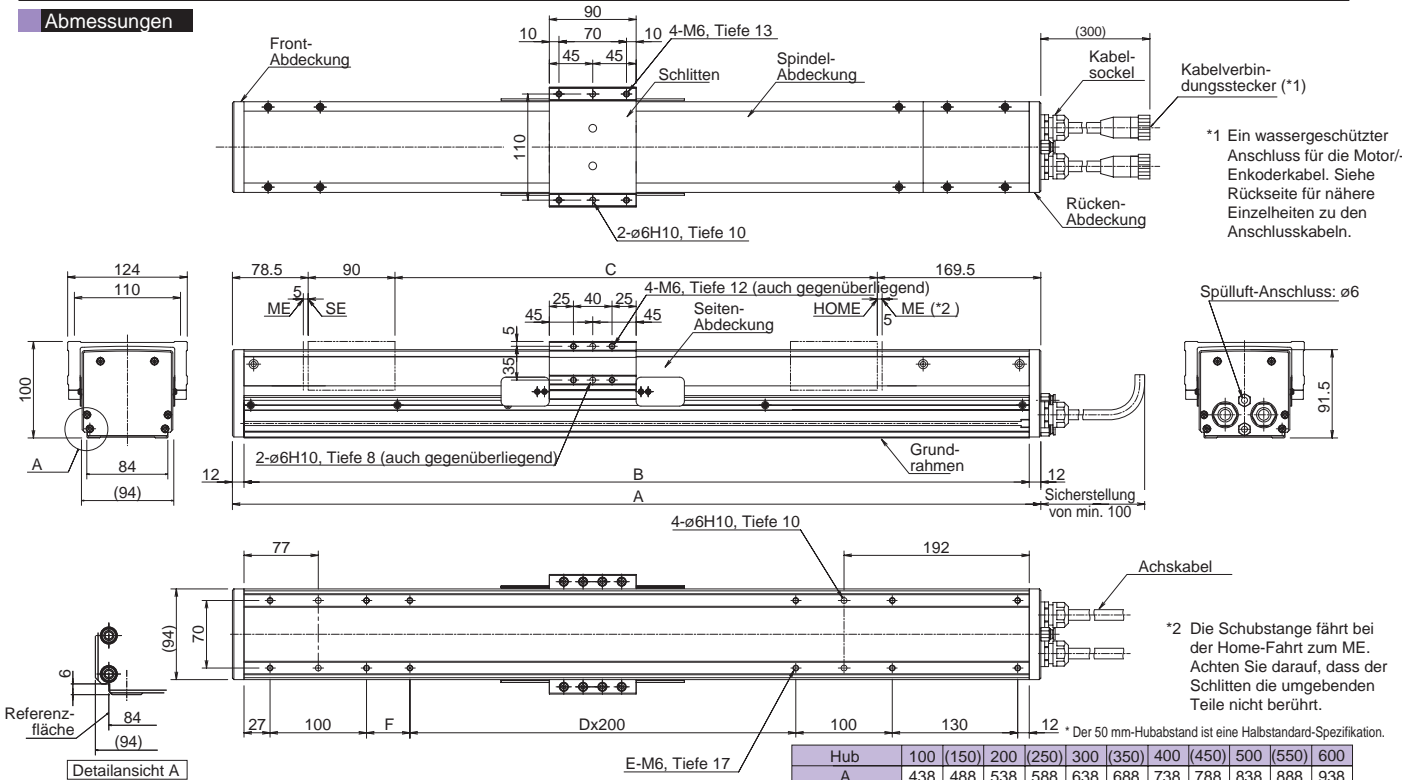 Abmessungen
90
10
70
10
4-M6, Tiefe 13
45
45
Front-
Abdeckung
Schlitten
Spindel-
Abdeckung
(300)
Kabel-
sockel
Kabelverbin-
dungsstecker (*1)
110
*1 Ein wassergeschützter
Anschluss für die Motor/-
Enkoderkabel. Siehe
Rückseite für nähere
Einzelheiten zu den
Anschlusskabeln.
Rücken-
Abdeckung
2-ø6H10, Tiefe 10
124
110
78.5
90
C
169.5
5
ME
SE
4-M6, Tiefe 12 (auch gegenüberliegend)
25
40
25
45
45
Seiten-
Abdeckung
HOME
ME (*2 )
5
Spülluft-Anschluss: ø6
5
35
100
91.5
A
84
(94)
2-ø6H10, Tiefe 8 (auch gegenüberliegend)
Grund-
rahmen
12
B
12
A
Sicherstellung
von min. 100
4-ø6H10, Tiefe 10
77
192
Achskabel
(94)
70
*2 Die Schubstange fährt bei
der Home-Fahrt zum ME.
Achten Sie darauf, dass der
Schlitten die umgebenden
Teile nicht berührt.
6
Referenz-
fläche
84
(94)
Detailansicht A
27
100
F
Dx200
100
130
12
E-M6, Tiefe 17
* Der 50 mm-Hubabstand ist eine Halbstandard-Spezifikation.
Hub 100 (150) 200 (250) 300 (350) 400 (450) 500 (550) 600
A 438 488 538 588 638 688 738 788 838 888 938